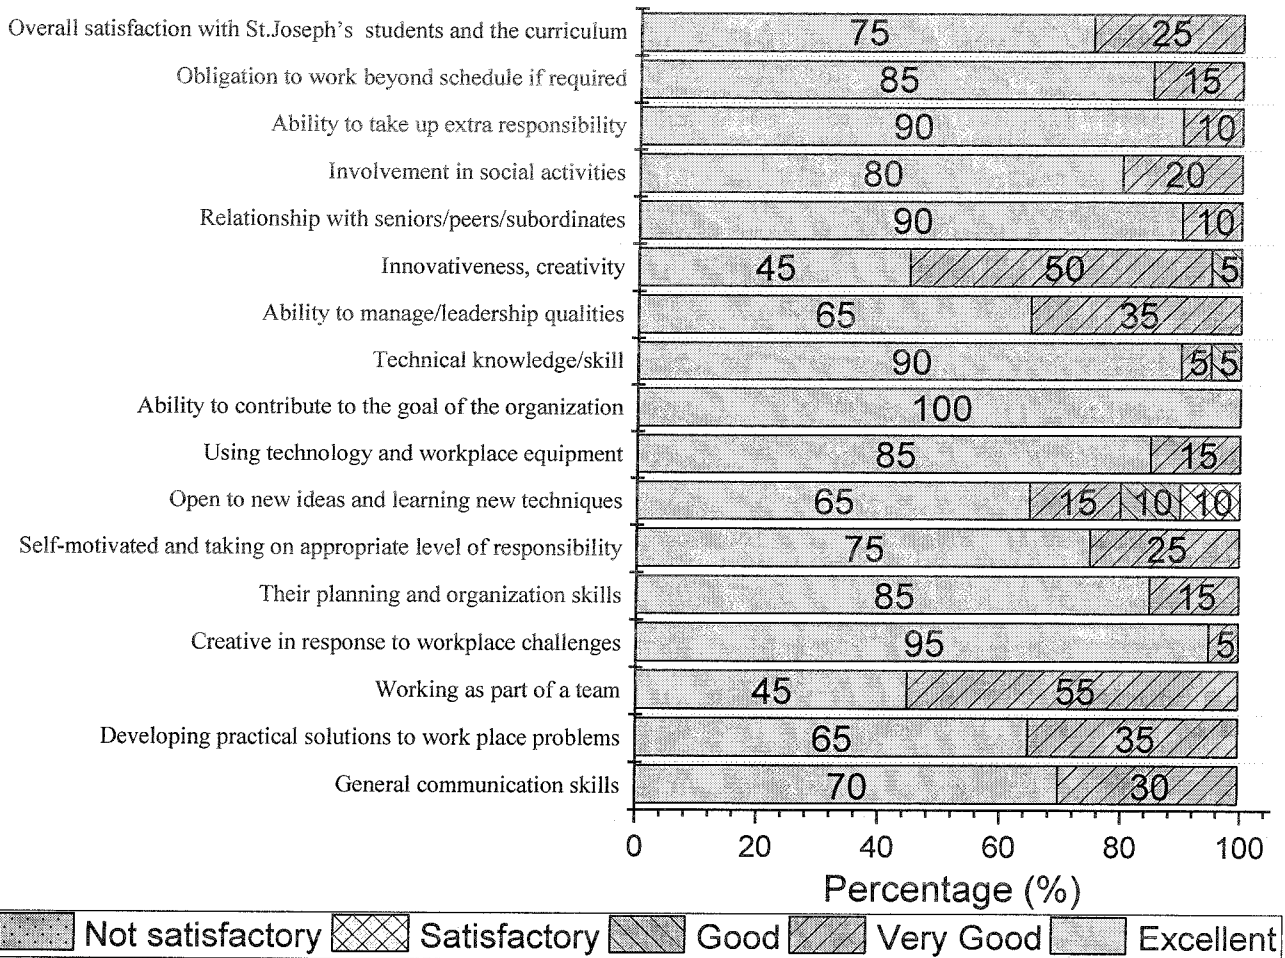 Overall satisfaction with St.Joseph's students and the curriculum 75 25
Obligation to work beyond schedule if required 85 15
Ability to take up extra responsibility 90 10
Involvement in social activities 80 20
Relationship with seniors/peers/subordinates 90 10
Innovativeness, creativity 45 50 5
Ability to manage/leadership qualities 65 35
Technical knowledge/skill 90 5 5
Ability to contribute to the goal of the organization 100
Using technology and workplace equipment 85 15
Open to new ideas and learning new techniques 65 15 10 10
Self-motivated and taking on appropriate level of responsibility 75 25
Their planning and organization skills 85 15
Creative in response to workplace challenges 95 5
Working as part of a team 45 55
Developing practical solutions to work place problems 65 35
General communication skills 70 30
0 20 40 60 80 100
Percentage (%)
Not satisfactory Satisfactory Good Very Good Excellent